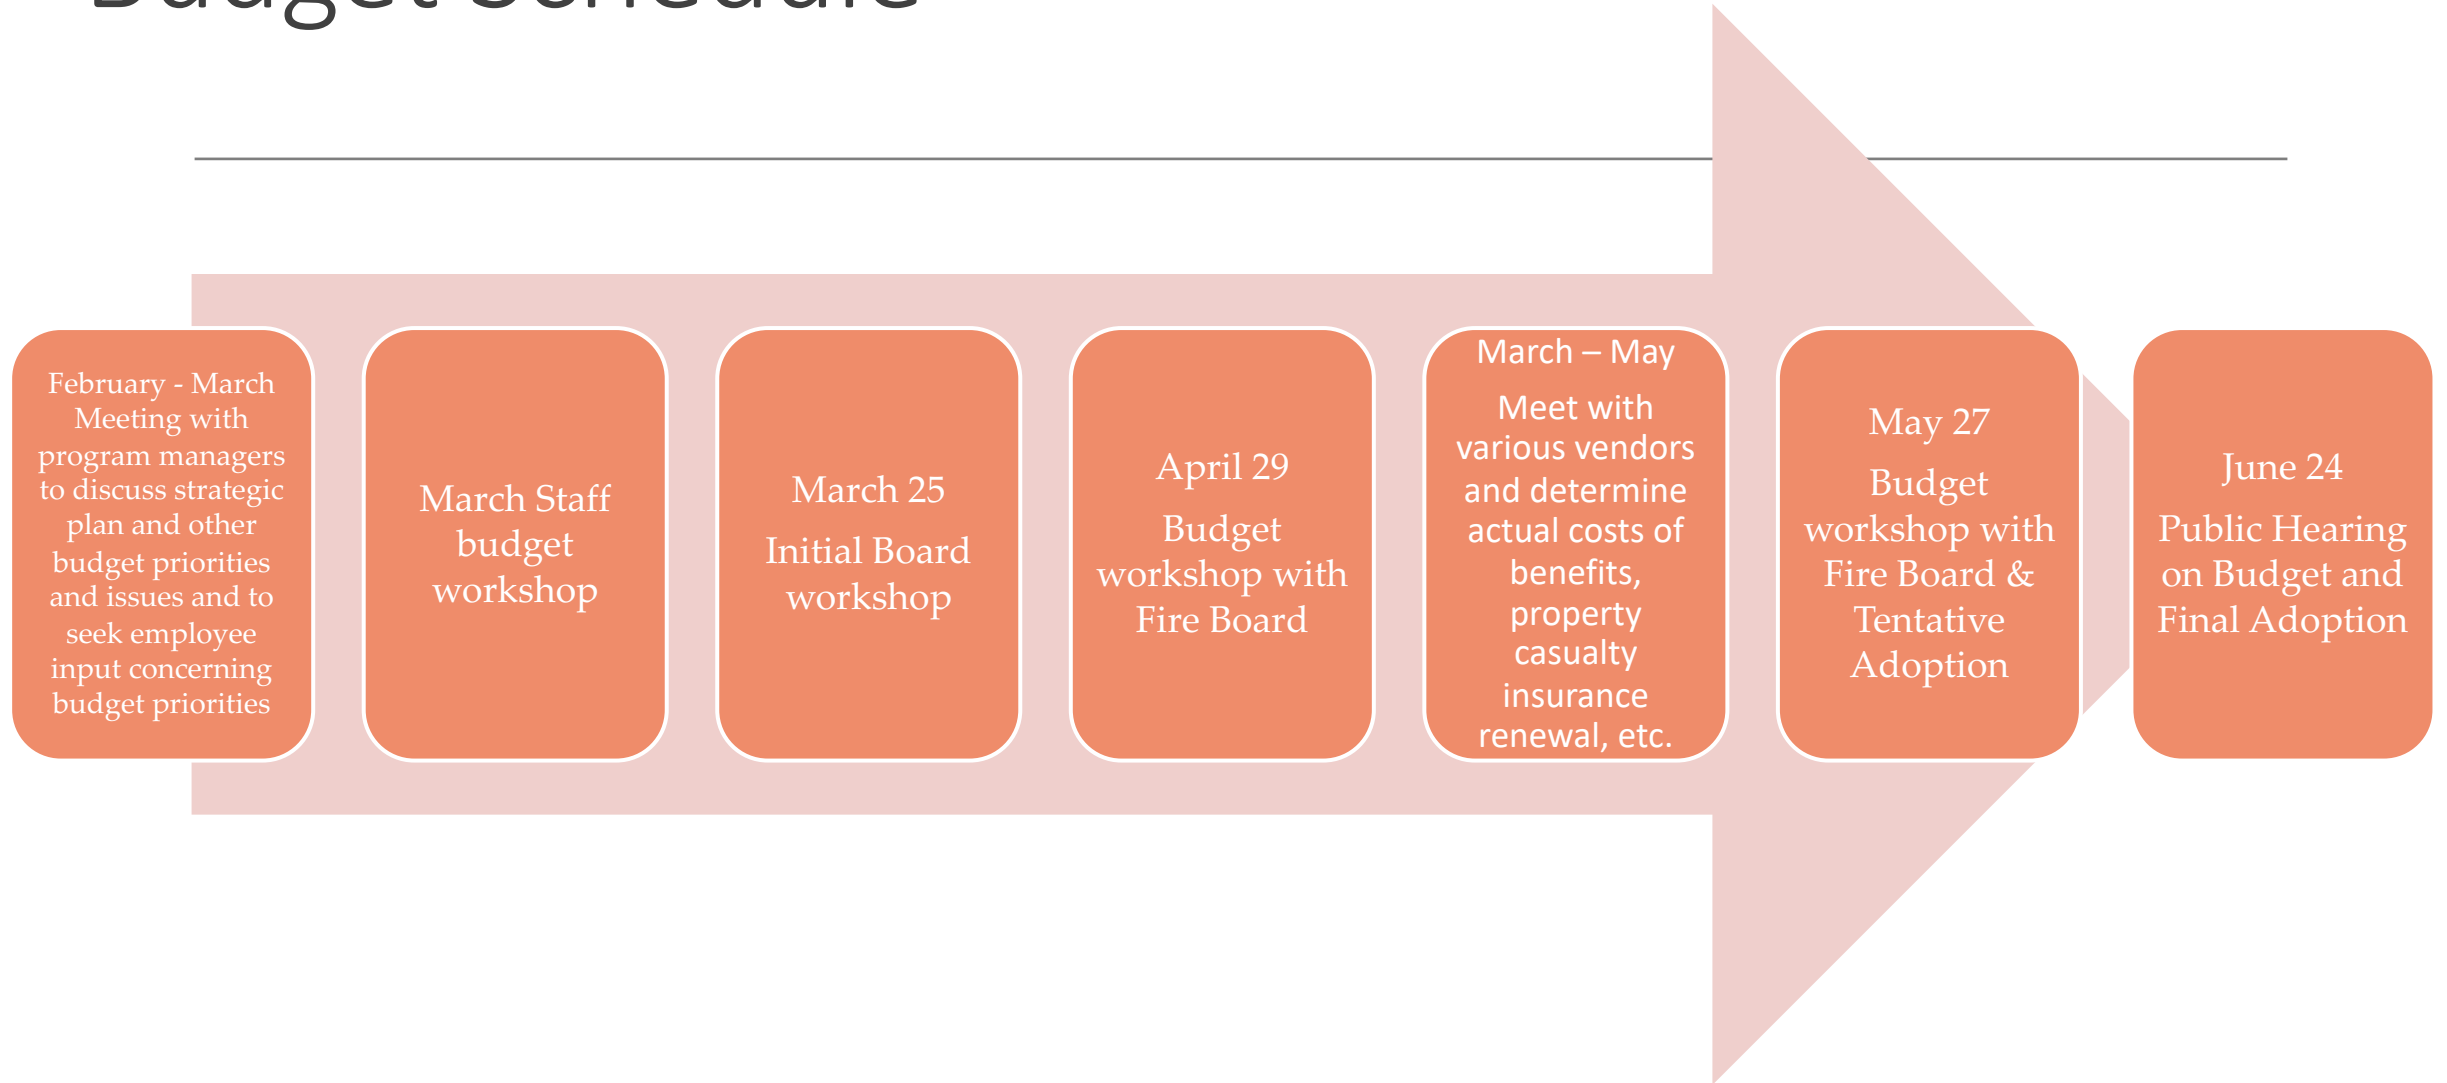 Budget Schedule
February - March
Meeting with
program managers
to discuss strategic
plan and other
budget priorities
and issues and to
seek employee
input concerning
budget priorities
March Staff
budget
workshop
March 25
Initial Board
workshop
April 29
Budget
workshop with
Fire Board
March – May
Meet with
various vendors
and determine
actual costs of
benefits,
property
casualty
insurance
renewal, etc.
May 27
Budget
workshop with
Fire Board &
Tentative
Adoption
June 24
Public Hearing
on Budget and
Final Adoption